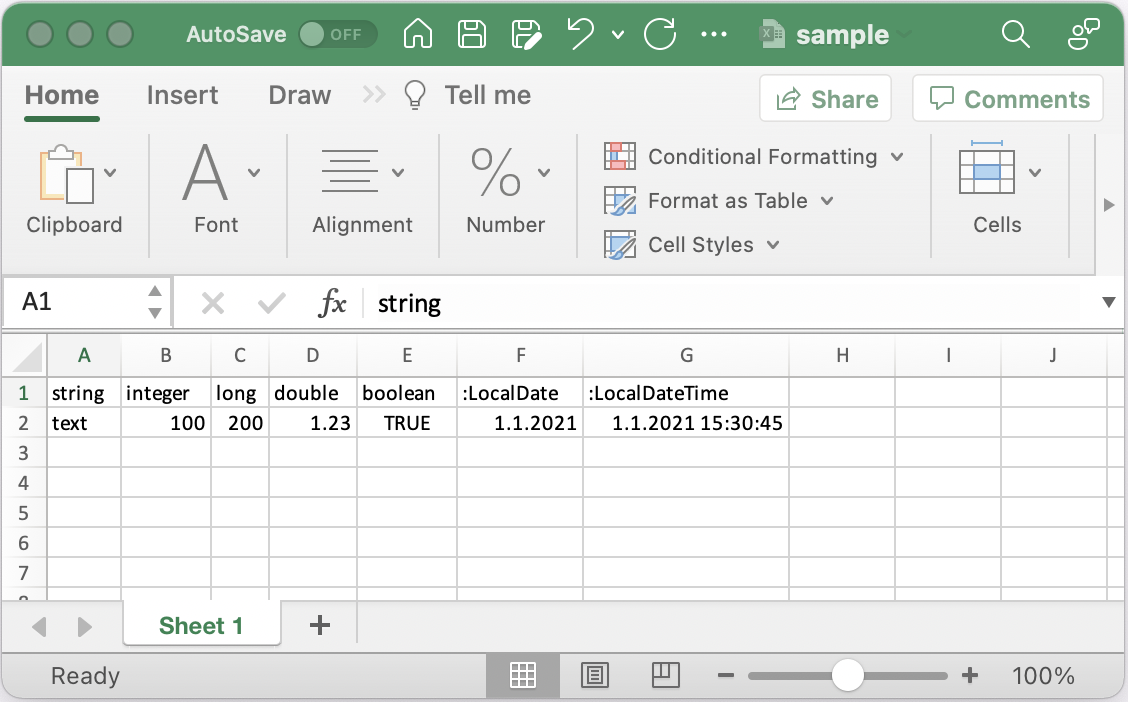 AutoSave OFF sample
Home Insert Draw Tell me Share Comments
Conditional Formatting
Format as Table
Cell Styles
Clipboard Font Alignment Number Cells
A1 fx string
A B C D E F G H I J
1 string integer long double boolean :LocalDate :LocalDateTime
2 text 100 200 1.23 TRUE 1.1.2021 1.1.2021 15:30:45
3
4
5
6
7
Sheet 1
Ready 100%